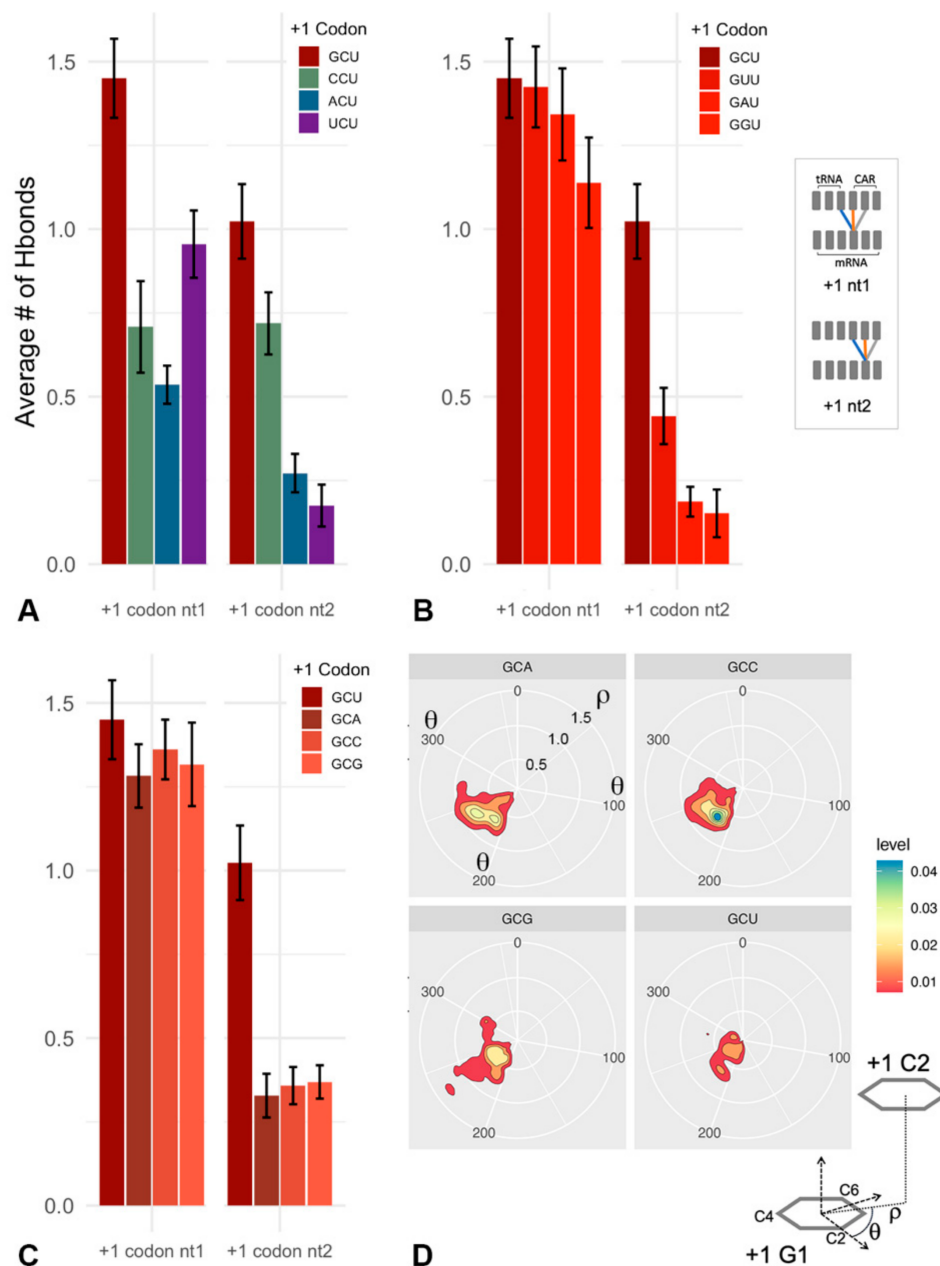 +1 Codon
GCU
CCU
ACU
UCU
1.5
1.0
0.5
0.0
Average # of Hbonds
+1 codon nt1
+1 codon nt2
A
+1 Codon
GCU
GUU
GAU
GGU
1.5
1.0
0.5
0.0
+1 codon nt1
+1 codon nt2
B
tRNA CAR
mRNA
+1 nt1
+1 nt2
+1 Codon
GCU
GCA
GCC
GCG
1.5
1.0
0.5
0.0
+1 codon nt1
+1 codon nt2
C
GCA
0
ρ
θ
300
1.5
1.0
0.5
θ
100
θ
200
GCC
0
300
100
200
GCG
0
300
100
200
GCU
0
300
100
200
level
0.04
0.03
0.02
0.01
+1 C2
C6
C4
ρ
θ
C2
+1 G1
D